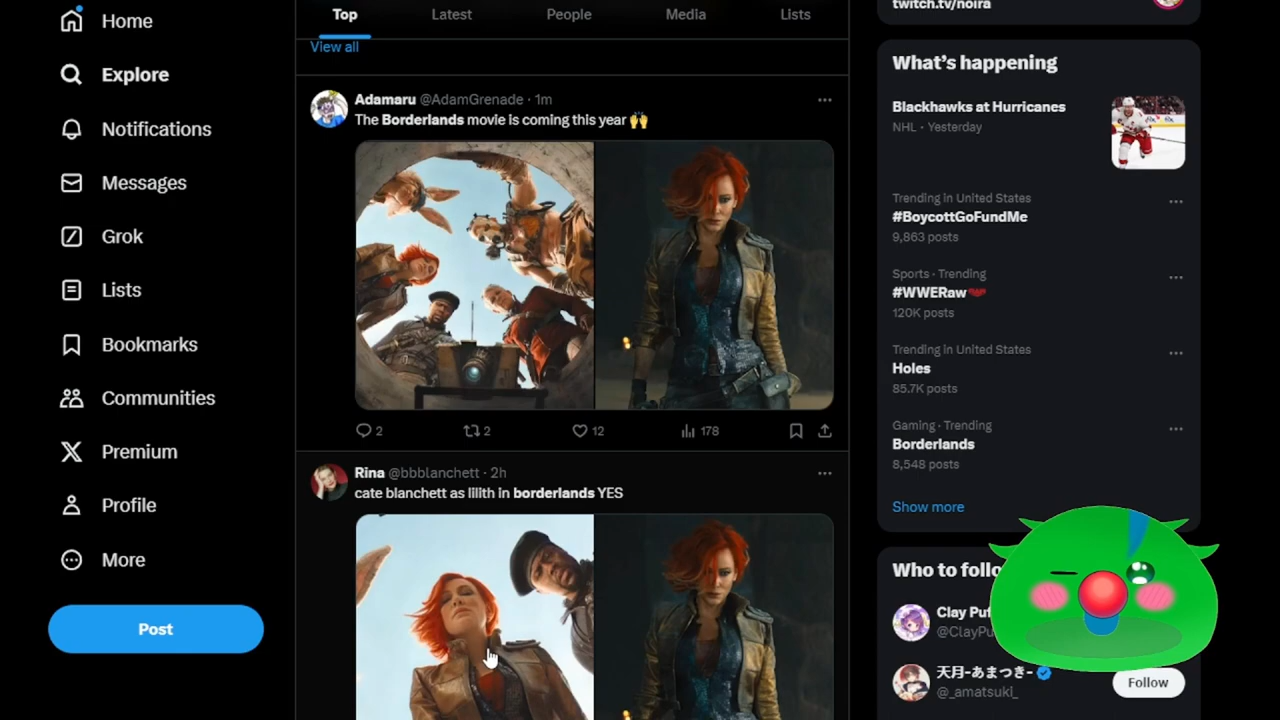 Home
Explore
Notifications
Messages
Grok
Lists
Bookmarks
Communities
Premium
Profile
More
Post
Top
Latest
People
Media
Lists
View all
Adamaru @AdamGrenade · 1m
The Borderlands movie is coming this year 🙌
2
2
12
178
Rina @bbblanchett · 2h
cate blanchett as lilith in borderlands YES
twitch.tv/noira
What's happening
Blackhawks at Hurricanes
NHL · Yesterday
Trending in United States
#BoycottGoFundMe
9,863 posts
Sports · Trending
#WWERaw
120K posts
Trending in United States
Holes
85.7K posts
Gaming · Trending
Borderlands
8,548 posts
Show more
Who to follo
Clay Puf
@ClayPu
天月-あまつき-
@_amatsuki_
Follow